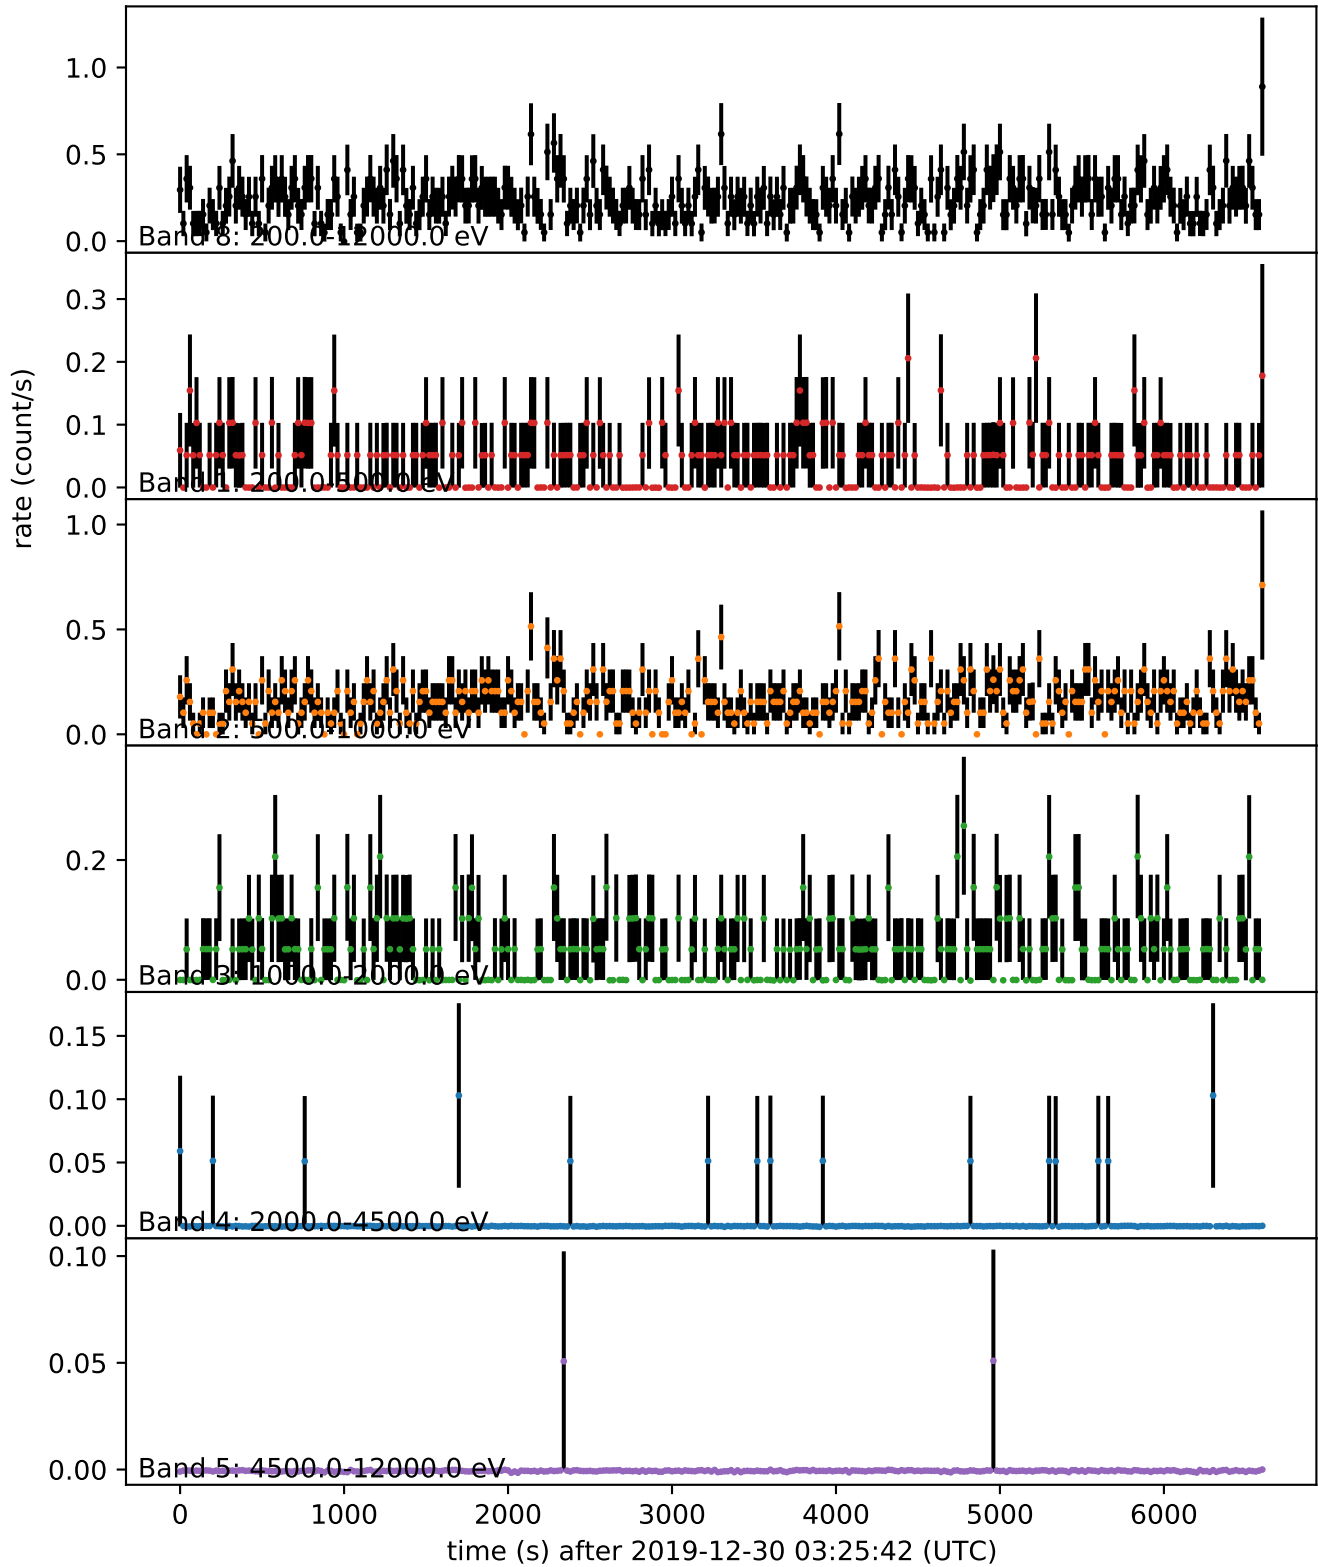 1.0
0.5
0.0
Band 8: 200.0-12000.0 eV
0.3
0.2
0.1
0.0
Band 1: 200.0-500.0 eV
rate (count/s)
1.0
0.5
0.0
Band 2: 500.0-1000.0 eV
0.2
0.0
Band 3: 1000.0-2000.0 eV
0.15
0.10
0.05
0.00
Band 4: 2000.0-4500.0 eV
0.10
0.05
0.00
Band 5: 4500.0-12000.0 eV
0 1000 2000 3000 4000 5000 6000
time (s) after 2019-12-30 03:25:42 (UTC)